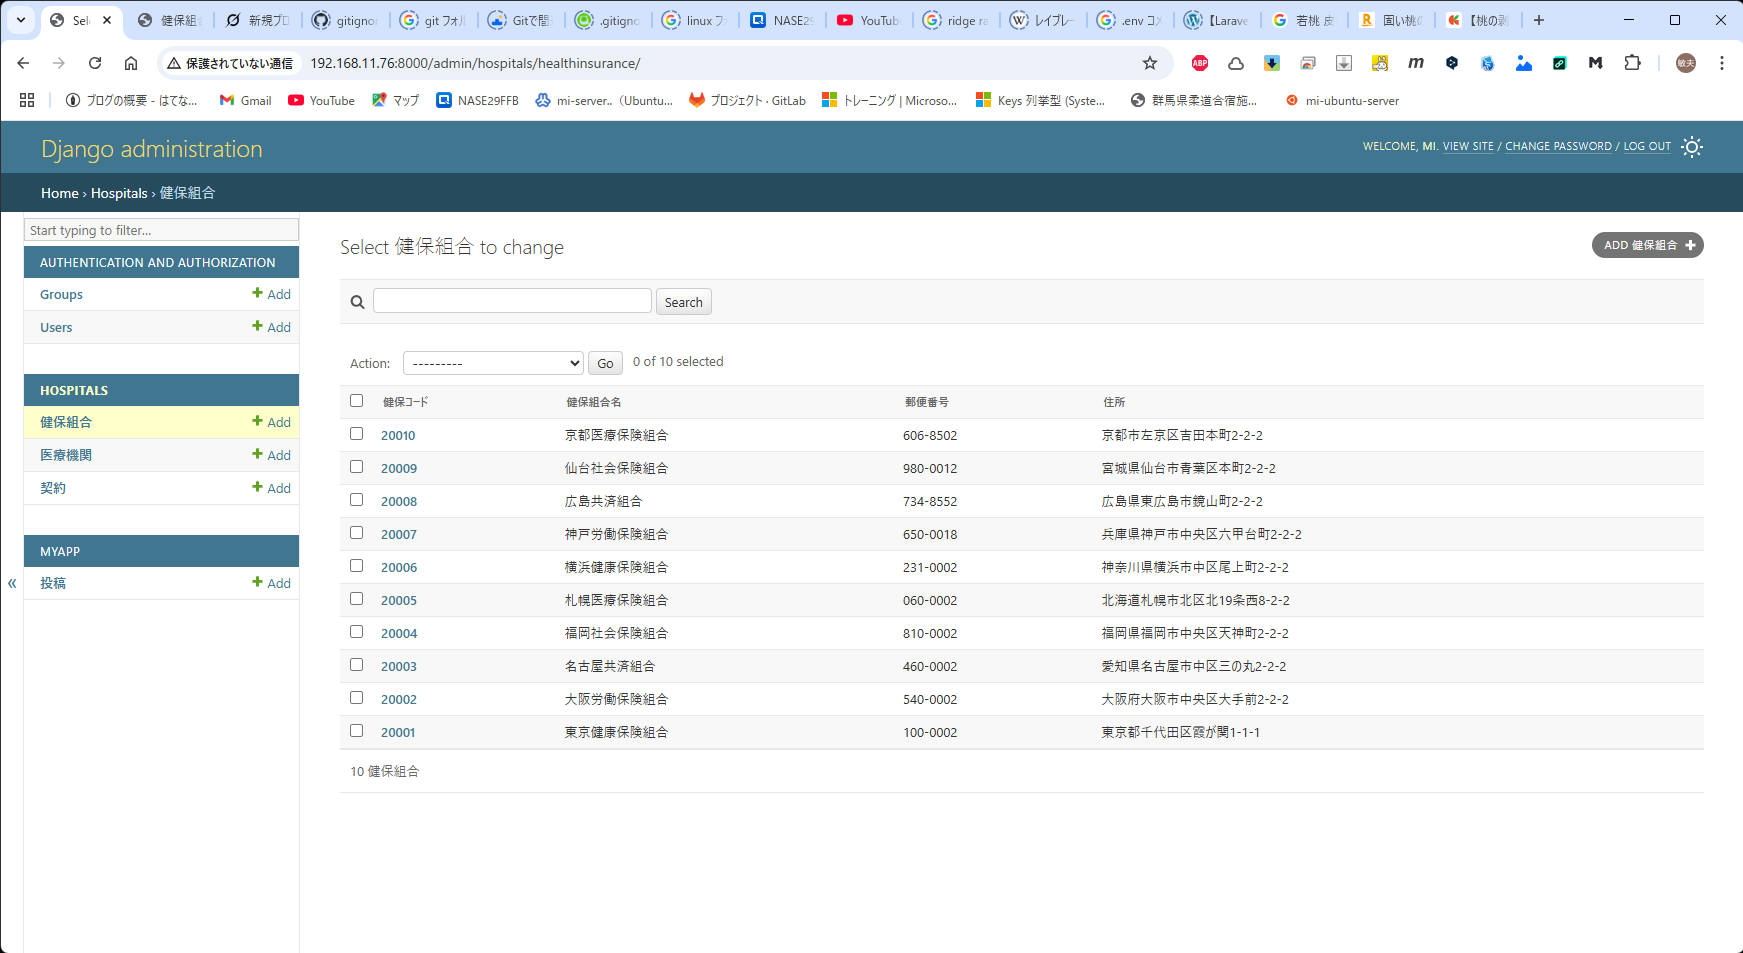 Sele
健保組合
新規プロ
gitignor
git フォル
Gitで間
.gitigno
linux フ
NASE29
YouTube
ridge ra
レイブレー
.env コメ
【Larave
若桃 皮
固い桃の
【桃の剥
保護されていない通信
192.168.11.76:8000/admin/hospitals/healthinsurance/
ABP
敏夫
ブログの概要 - はてな...
Gmail
YouTube
マップ
NASE29FFB
mi-server..（Ubuntu...
プロジェクト · GitLab
トレーニング | Microso...
Keys 列挙型 (Syste...
群馬県柔道合宿施...
mi-ubuntu-server
Django administration
WELCOME, MI. VIEW SITE / CHANGE PASSWORD / LOG OUT
Home › Hospitals › 健保組合
Start typing to filter...
AUTHENTICATION AND AUTHORIZATION
Groups + Add
Users + Add
HOSPITALS
健保組合 + Add
医療機関 + Add
契約 + Add
MYAPP
投稿 + Add
«
Select 健保組合 to change
ADD 健保組合 +
Search
Action: --------- Go 0 of 10 selected
健保コード 健保組合名 郵便番号 住所
20010 京都医療保険組合 606-8502 京都市左京区吉田本町2-2-2
20009 仙台社会保険組合 980-0012 宮城県仙台市青葉区本町2-2-2
20008 広島共済組合 734-8552 広島県東広島市鏡山町2-2-2
20007 神戸労働保険組合 650-0018 兵庫県神戸市中央区六甲台町2-2-2
20006 横浜健康保険組合 231-0002 神奈川県横浜市中区尾上町2-2-2
20005 札幌医療保険組合 060-0002 北海道札幌市北区北19条西8-2-2
20004 福岡社会保険組合 810-0002 福岡県福岡市中央区天神町2-2-2
20003 名古屋共済組合 460-0002 愛知県名古屋市中区三の丸2-2-2
20002 大阪労働保険組合 540-0002 大阪府大阪市中央区大手前2-2-2
20001 東京健康保険組合 100-0002 東京都千代田区霞が関1-1-1
10 健保組合